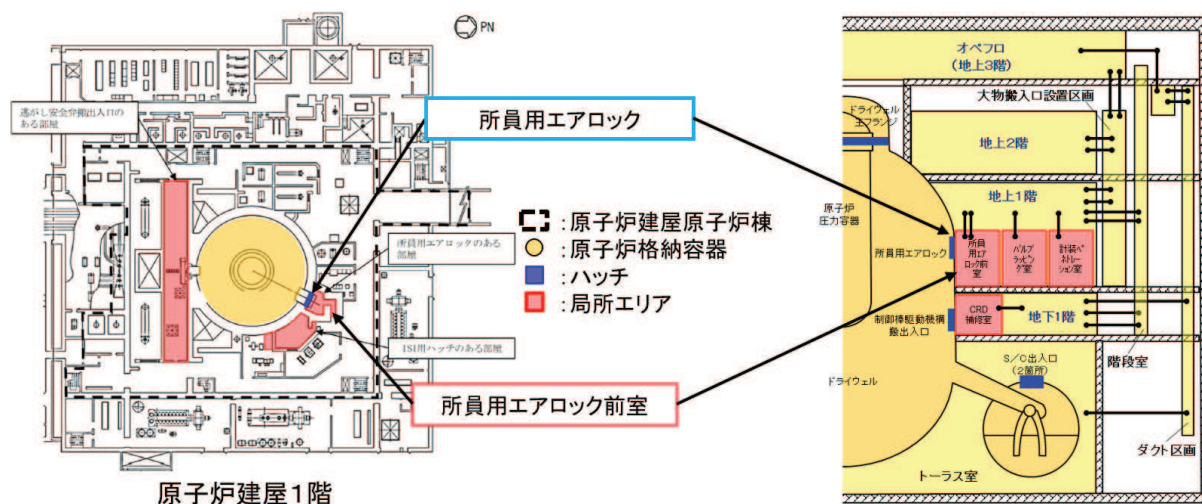 PN
逃がし安全弁搬出入口の
ある部屋
所員用エアロック
所員用エアロックのある
部屋
ISI用ハッチのある部屋
:原子炉建屋原子炉棟
:原子炉格納容器
:ハッチ
:局所エリア
所員用エアロック前室
原子炉建屋1階
オペフロ
(地上3階)
大物搬入口設置区画
ドライウェル
主フランジ
地上2階
地上1階
原子炉
圧力容器
所員用エアロック
所員
用エア
ロック前
室
バルブ
ラッピン
グ室
計装ペ
ネトレー
ション室
制御棒駆動機構
搬出入口
CRD
補修室
地下1階
S/C出入口
(2箇所)
階段室
ドライウェル
ダクト区画
トーラス室